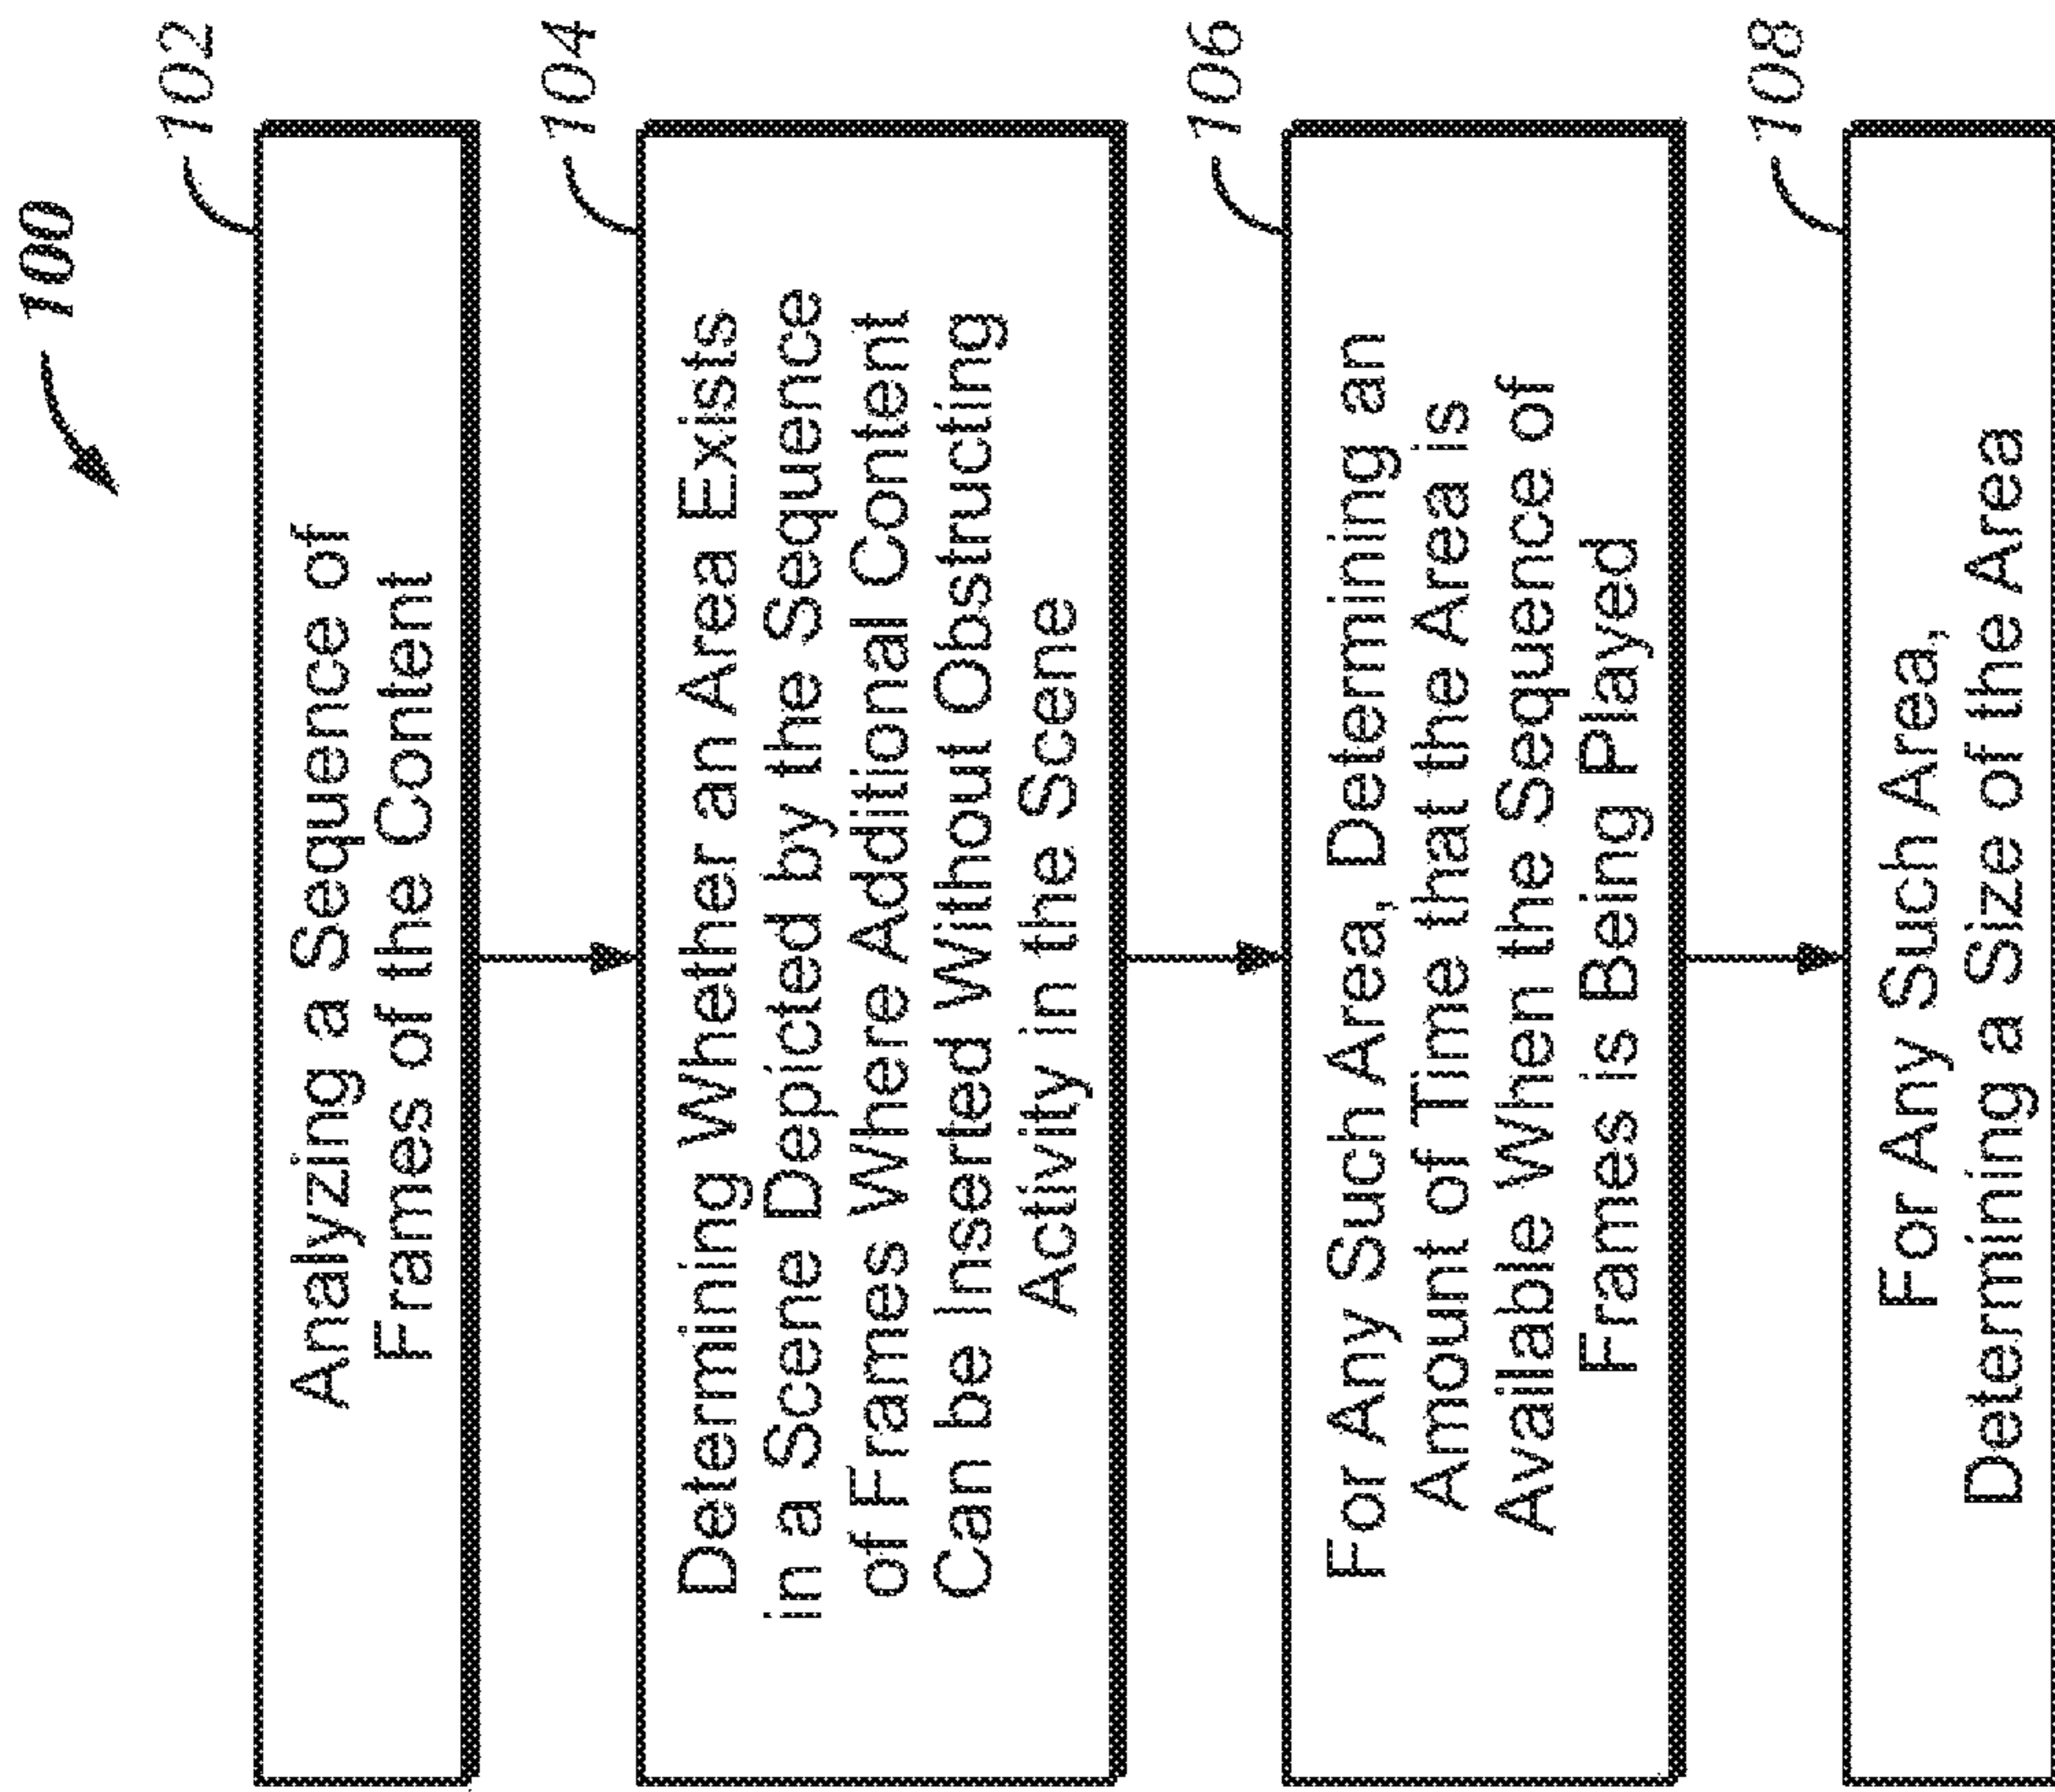 100
102
Analyzing a Sequence of
Frames of the Content
104
Determining Whether an Area Exists
in a Scene Depicted by the Sequence
of Frames Where Additional Content
Can be Inserted Without Obstructing
Activity in the Scene
106
For Any Such Area, Determining an
Amount of Time that the Area is
Available When the Sequence of
Frames is Being Played
108
For Any Such Area,
Determining a Size of the Area